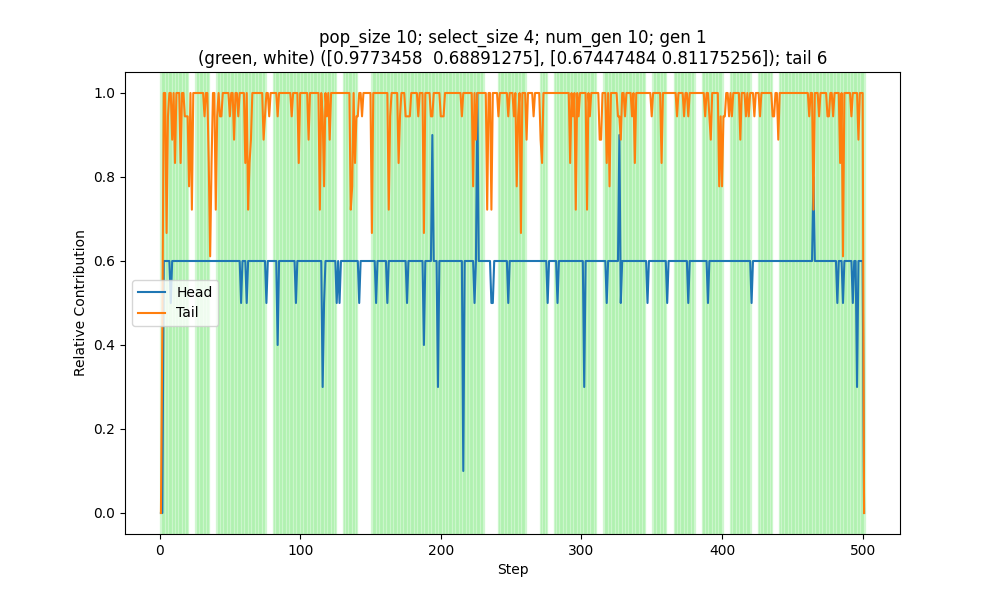 pop_size 10; select_size 4; num_gen 10; gen 1
(green, white) ([0.9773458  0.68891275], [0.67447484 0.81175256]); tail 6
Relative Contribution
1.0
0.8
0.6
0.4
0.2
0.0
Head
Tail
0 100 200 300 400 500
Step